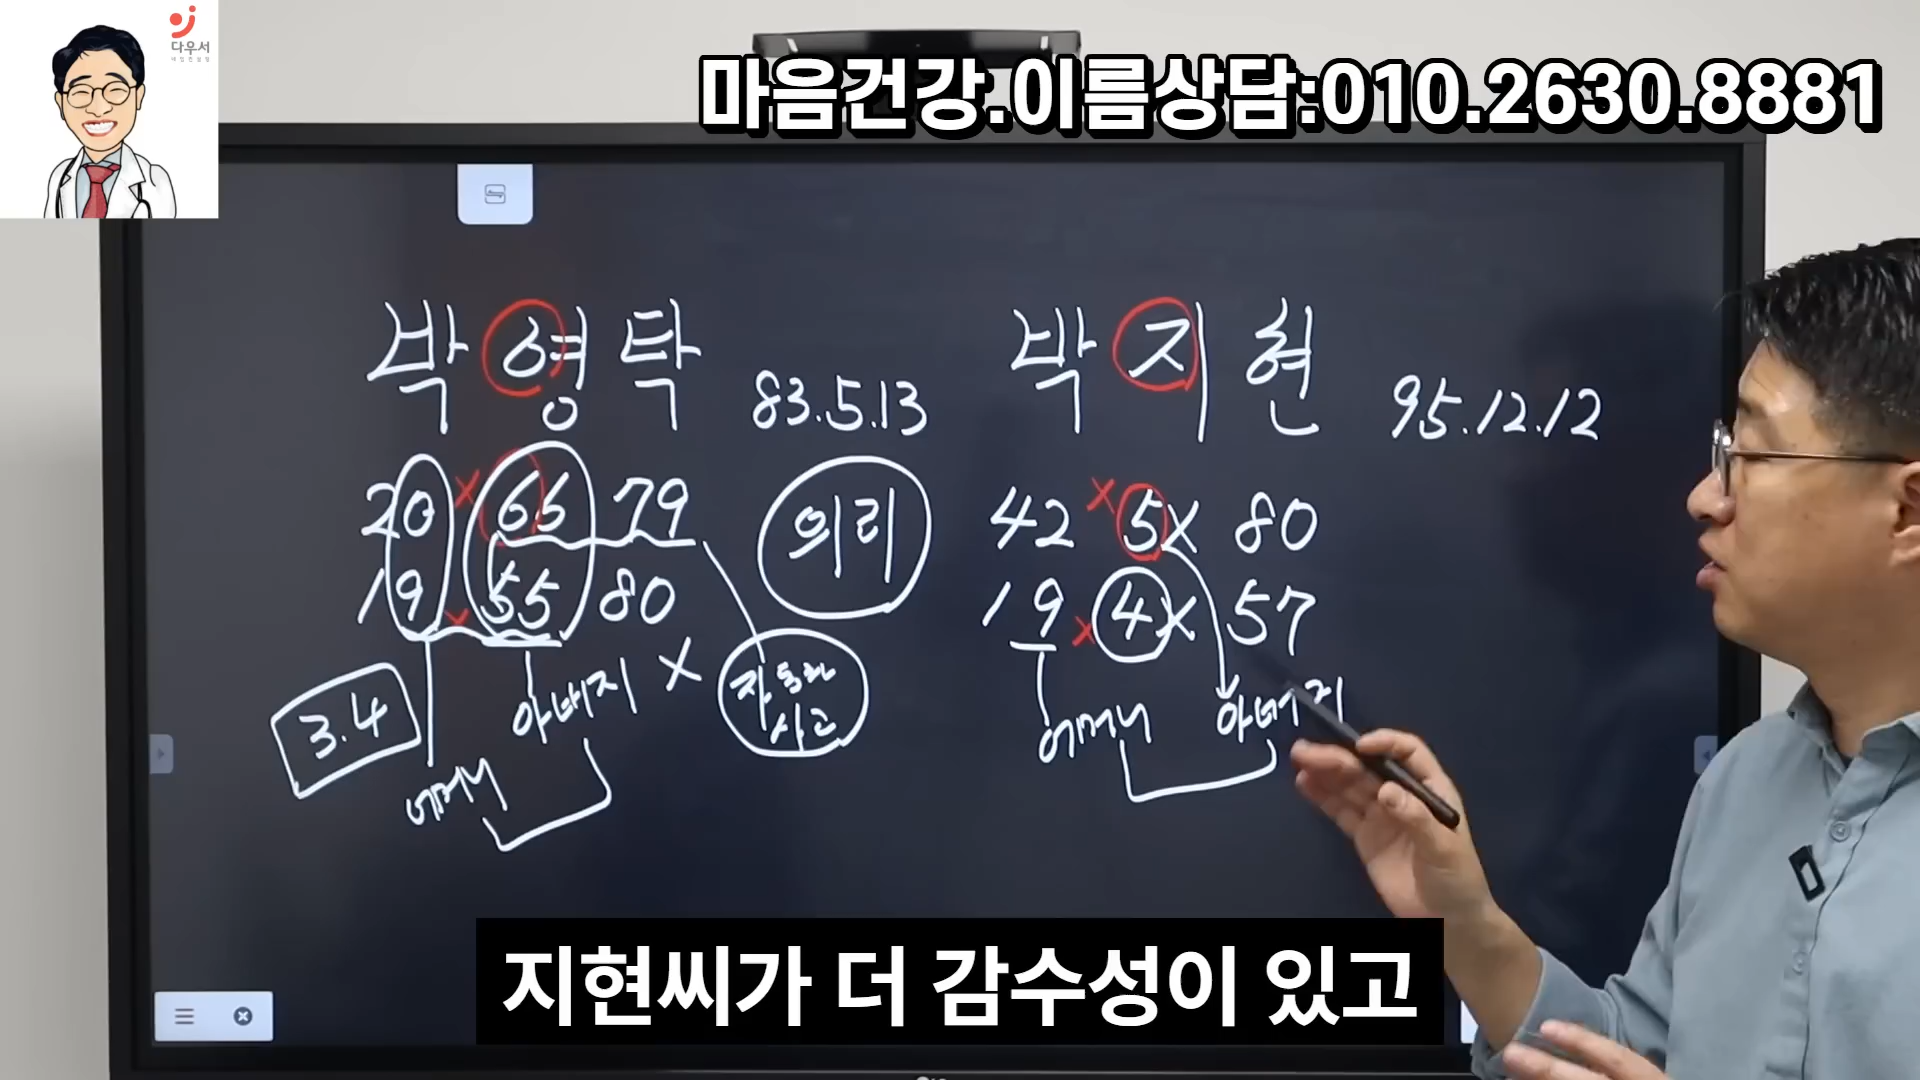 다우서
마음건강.이름상담:010.2630.8881
박영탁 83.5.13
박지현 95.12.12
20 × 66 79
19 × 55 80
의리
42 × 5 × 80
19 × 4 × 57
3.4
어머니
아버지 ×
자동차
사고
어머니
아버지
지현씨가 더 감수성이 있고